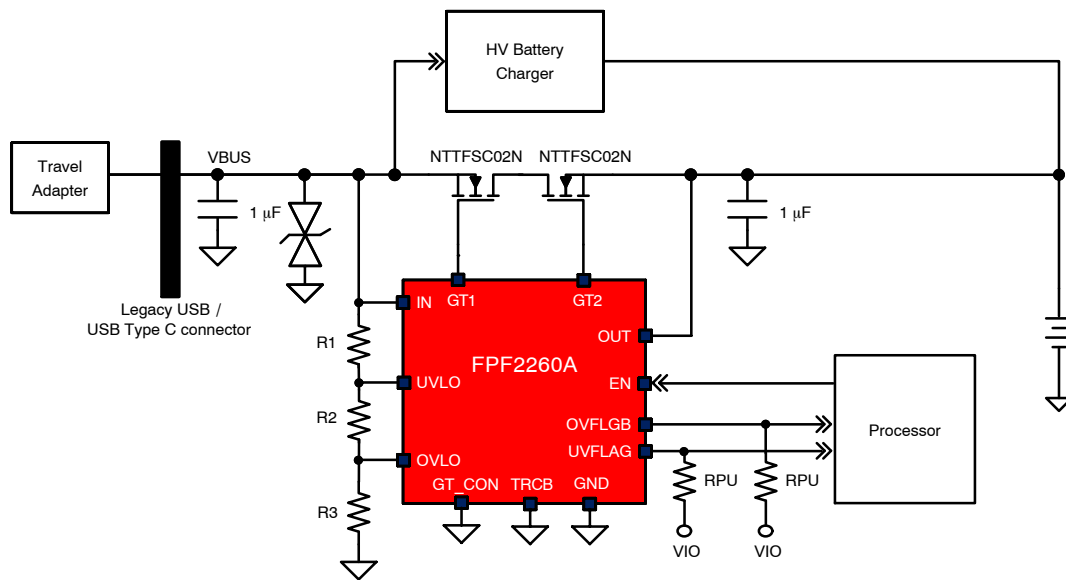 HV Battery
Charger
Travel
Adapter
VBUS
NTTFSC02N
NTTFSC02N
1 μF
1 μF
Legacy USB /
USB Type C connector
IN
GT1
GT2
OUT
R1
FPF2260A
UVLO
EN
R2
OVFLGB
Processor
UVFLAG
OVLO
GT_CON
TRCB
GND
RPU
RPU
R3
VIO
VIO